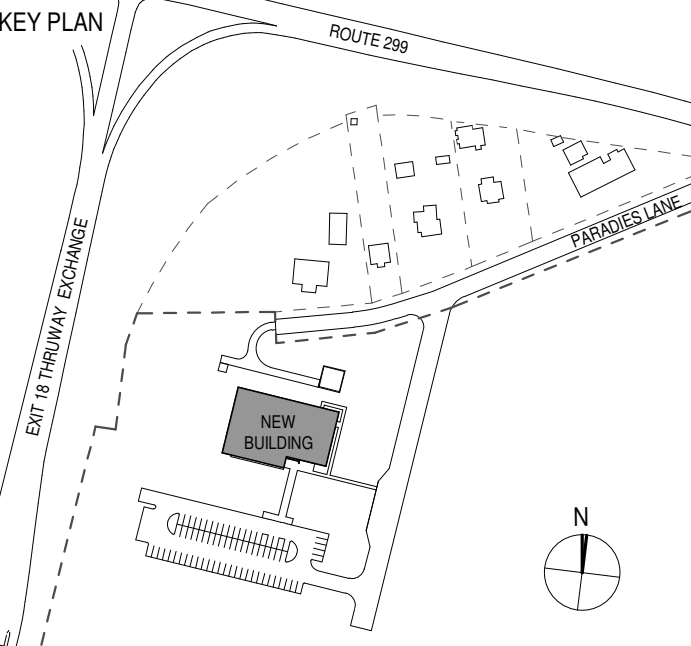 KEY PLAN
ROUTE 299
PARADIES LANE
EXIT 18 THRUWAY EXCHANGE
NEW
BUILDING
N